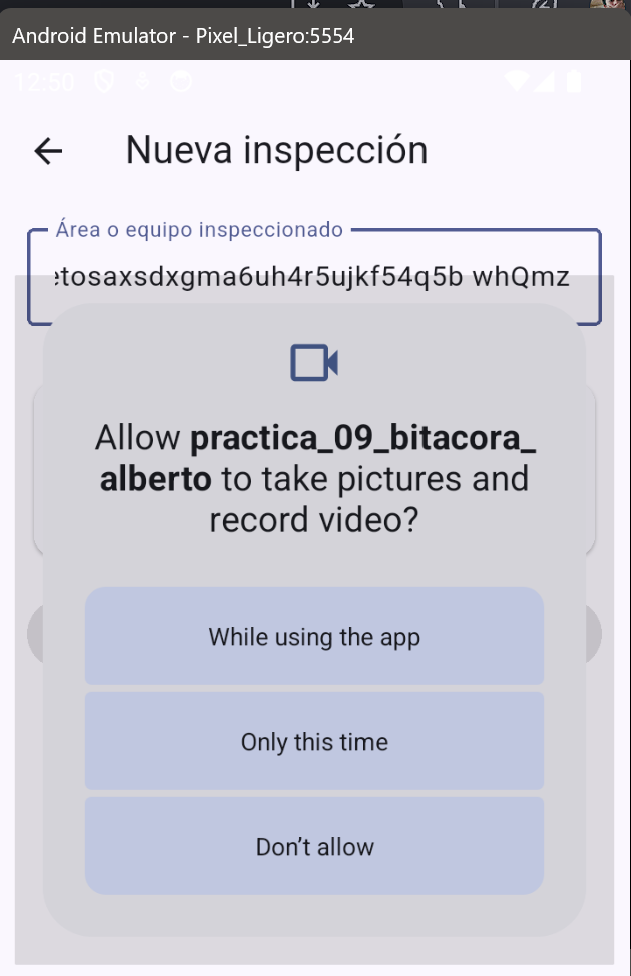 Android Emulator - Pixel_Ligero:5554
12:50
Nueva inspección
Área o equipo inspeccionado
etosaxsdxgma6uh4r5ujkf54q5b whQmz
Allow practica_09_bitacora_
alberto to take pictures and
record video?
While using the app
Only this time
Don’t allow